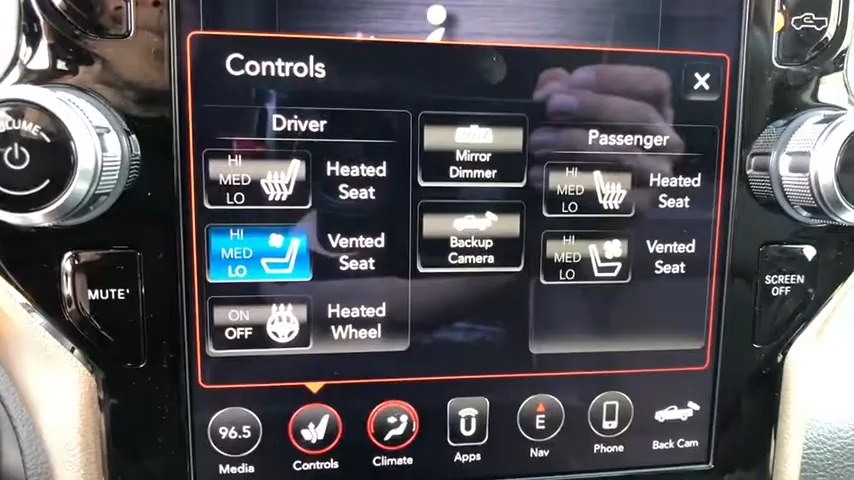 Controls
VOLUME
Driver
HI
MED
LO
Heated
Seat
HI
MED
LO
Vented
Seat
ON
OFF
Heated
Wheel
Mirror
Dimmer
Backup
Camera
Passenger
HI
MED
LO
Heated
Seat
HI
MED
LO
Vented
Seat
MUTE
SCREEN
OFF
96.5
Media
Controls
Climate
Apps
E
Nav
Phone
Back Cam